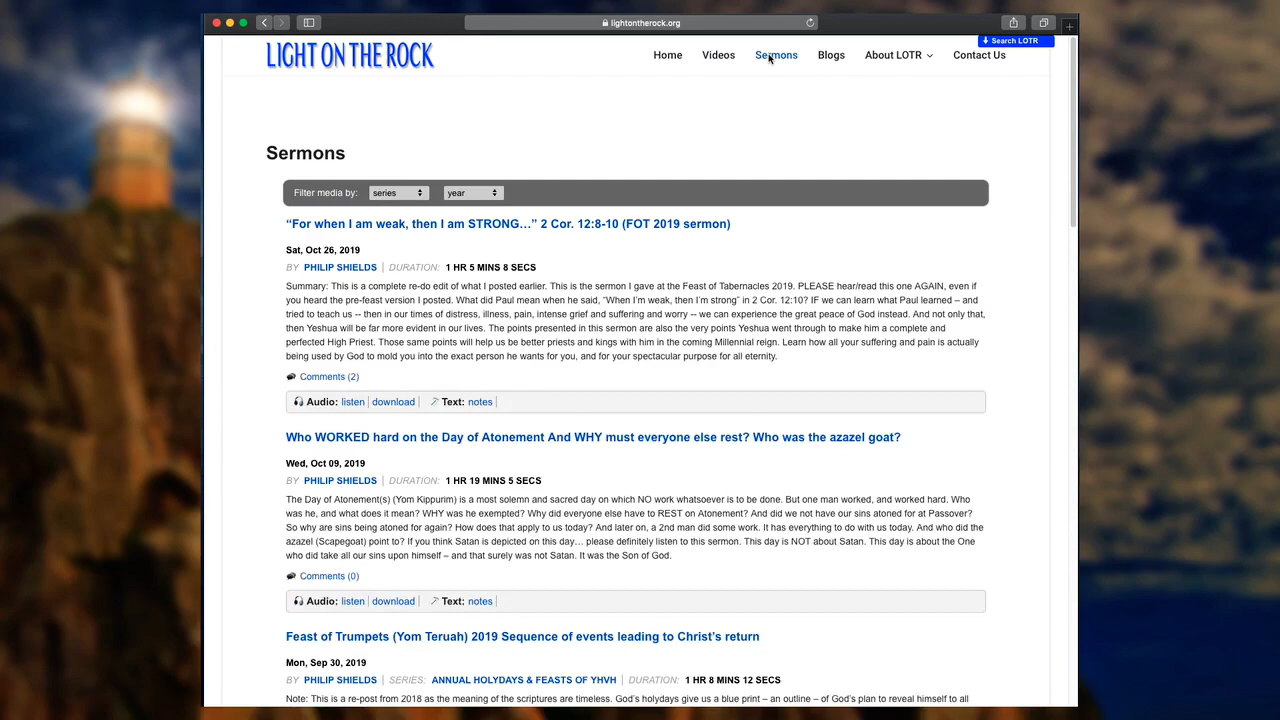 lightontherock.org
Search LOTR
LIGHT ON THE ROCK
Home Videos Sermons Blogs About LOTR Contact Us
Sermons
Filter media by: series year
“For when I am weak, then I am STRONG…” 2 Cor. 12:8-10 (FOT 2019 sermon)
Sat, Oct 26, 2019
BY PHILIP SHIELDS | DURATION: 1 HR 5 MINS 8 SECS
Summary: This is a complete re-do edit of what I posted earlier. This is the sermon I gave at the Feast of Tabernacles 2019. PLEASE hear/read this one AGAIN, even if
you heard the pre-feast version I posted. What did Paul mean when he said, “When I’m weak, then I’m strong” in 2 Cor. 12:10? IF we can learn what Paul learned – and
tried to teach us -- then in our times of distress, illness, pain, intense grief and suffering and worry -- we can experience the great peace of God instead. And not only that,
then Yeshua will be far more evident in our lives. The points presented in this sermon are also the very points Yeshua went through to make him a complete and
perfected High Priest. Those same points will help us be better priests and kings with him in the coming Millennial reign. Learn how all your suffering and pain is actually
being used by God to mold you into the exact person he wants for you, and for your spectacular purpose for all eternity.
Comments (2)
Audio: listen | download | Text: notes |
Who WORKED hard on the Day of Atonement And WHY must everyone else rest? Who was the azazel goat?
Wed, Oct 09, 2019
BY PHILIP SHIELDS | DURATION: 1 HR 19 MINS 5 SECS
The Day of Atonement(s) (Yom Kippurim) is a most solemn and sacred day on which NO work whatsoever is to be done. But one man worked, and worked hard. Who
was he, and what does it mean? WHY was he exempted? Why did everyone else have to REST on Atonement? And did we not have our sins atoned for at Passover?
So why are sins being atoned for again? How does that apply to us today? And later on, a 2nd man did some work. It has everything to do with us today. And who did the
azazel (Scapegoat) point to? If you think Satan is depicted on this day… please definitely listen to this sermon. This day is NOT about Satan. This day is about the One
who did take all our sins upon himself – and that surely was not Satan. It was the Son of God.
Comments (0)
Audio: listen | download | Text: notes |
Feast of Trumpets (Yom Teruah) 2019 Sequence of events leading to Christ’s return
Mon, Sep 30, 2019
BY PHILIP SHIELDS | SERIES: ANNUAL HOLYDAYS & FEASTS OF YHVH | DURATION: 1 HR 8 MINS 12 SECS
Note: This is a re-post from 2018 as the meaning of the scriptures are timeless. God’s holydays give us a blue print – an outline – of God’s plan to reveal himself to all